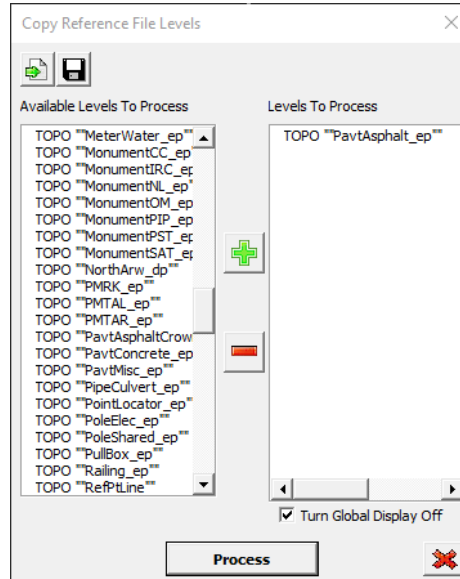 Copy Reference File Levels
Available Levels To Process
Levels To Process
TOPO ""MeterWater_ep""
TOPO ""MonumentCC_ep
TOPO ""MonumentIRC_ep
TOPO ""MonumentNL_ep"
TOPO ""MonumentOM_ep
TOPO ""MonumentPIP_ep
TOPO ""MonumentPST_ep
TOPO ""MonumentSAT_ep
TOPO ""NorthArw_dp""
TOPO ""PMRK_ep""
TOPO ""PMTAL_ep""
TOPO ""PMTAR_ep""
TOPO ""PavtAsphaltCrow
TOPO ""PavtConcrete_ep
TOPO ""PavtMisc_ep""
TOPO ""PipeCulvert_ep""
TOPO ""PointLocator_ep"
TOPO ""PoleElec_ep""
TOPO ""PoleShared_ep""
TOPO ""PullBox_ep""
TOPO ""Railing_ep""
TOPO ""RefPtLine""
TOPO ""PavtAsphalt_ep""
Turn Global Display Off
Process